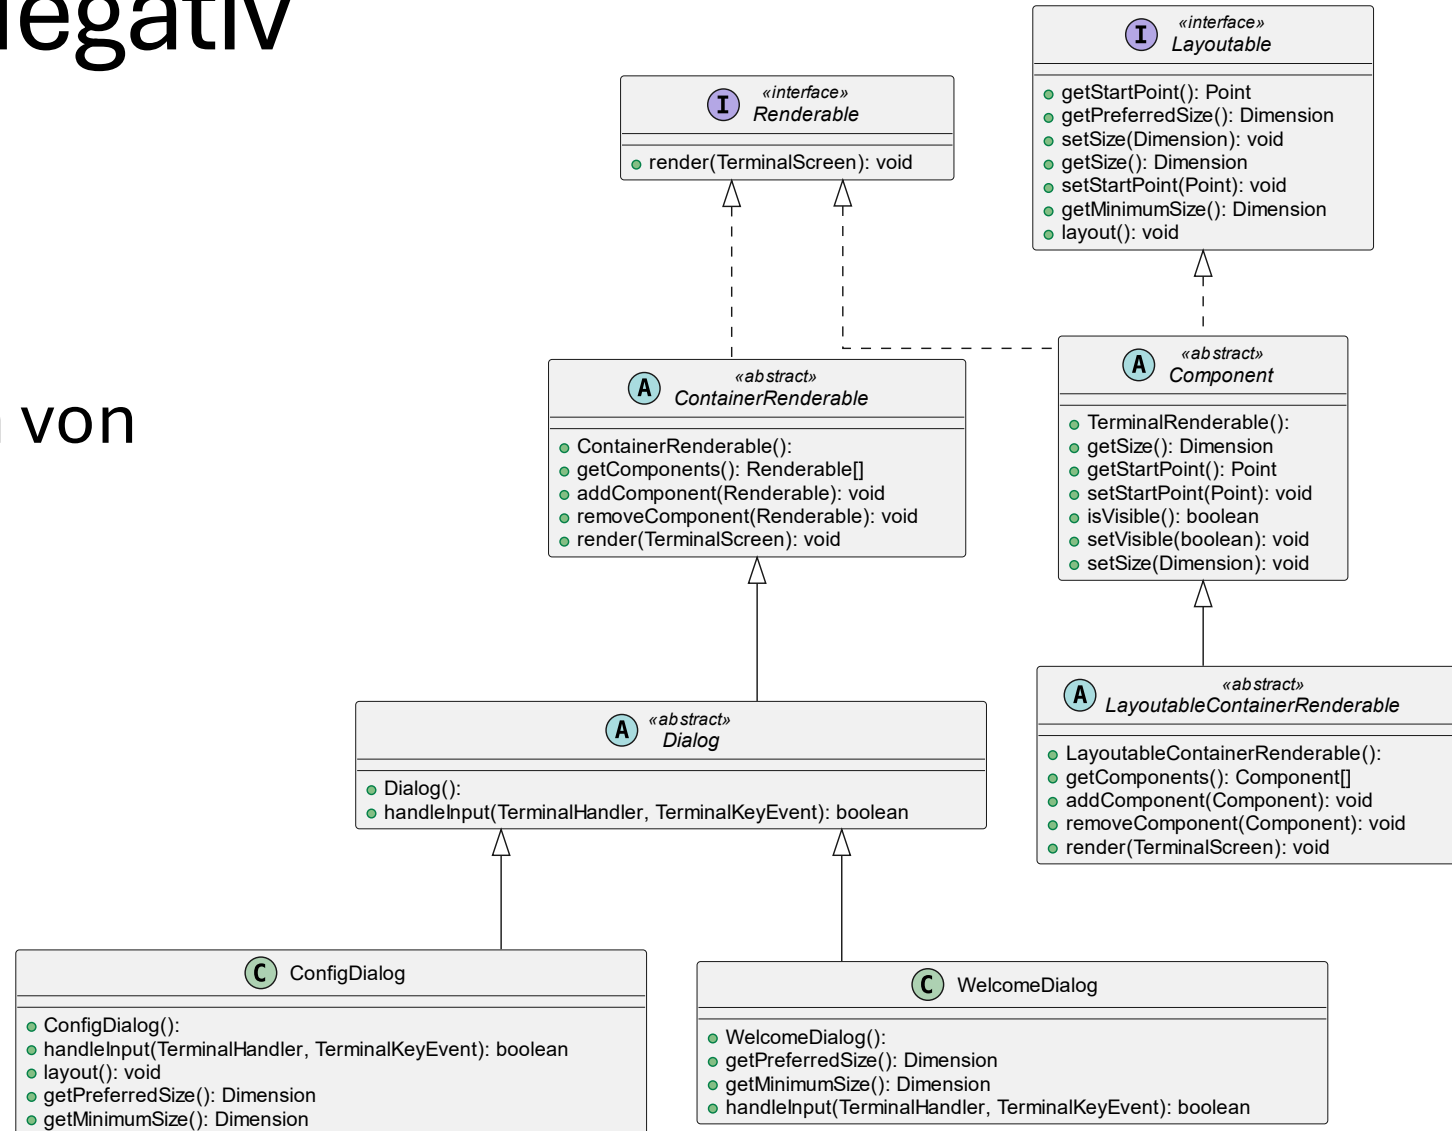 negativ
n von
I
«interface»
Layoutable
getStartPoint(): Point
getPreferredSize(): Dimension
setSize(Dimension): void
getSize(): Dimension
setStartPoint(Point): void
getMinimumSize(): Dimension
layout(): void
I
«interface»
Renderable
render(TerminalScreen): void
A
«abstract»
ContainerRenderable
ContainerRenderable():
getComponents(): Renderable[]
addComponent(Renderable): void
removeComponent(Renderable): void
render(TerminalScreen): void
A
«abstract»
Component
TerminalRenderable():
getSize(): Dimension
getStartPoint(): Point
setStartPoint(Point): void
isVisible(): boolean
setVisible(boolean): void
setSize(Dimension): void
A
«abstract»
Dialog
Dialog():
handleInput(TerminalHandler, TerminalKeyEvent): boolean
A
«abstract»
LayoutableContainerRenderable
LayoutableContainerRenderable():
getComponents(): Component[]
addComponent(Component): void
removeComponent(Component): void
render(TerminalScreen): void
C ConfigDialog
ConfigDialog():
handleInput(TerminalHandler, TerminalKeyEvent): boolean
layout(): void
getPreferredSize(): Dimension
getMinimumSize(): Dimension
C WelcomeDialog
WelcomeDialog():
getPreferredSize(): Dimension
getMinimumSize(): Dimension
handleInput(TerminalHandler, TerminalKeyEvent): boolean